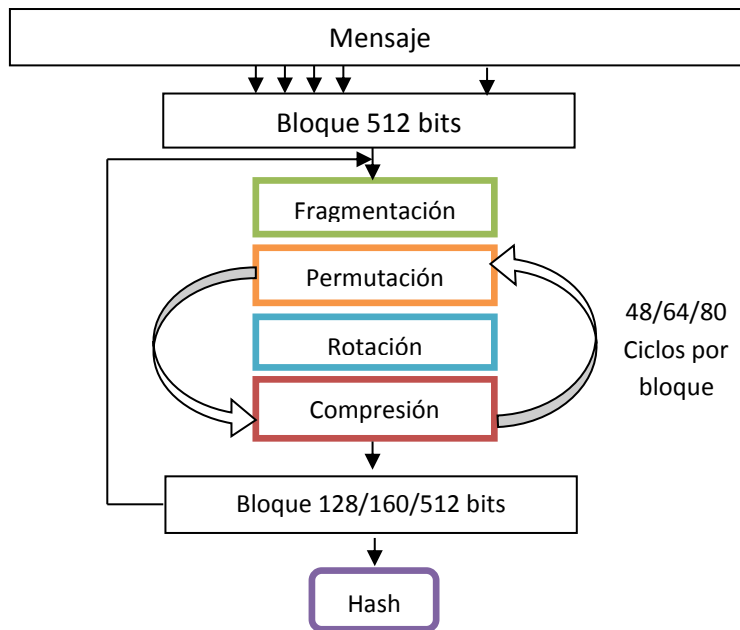 Mensaje
Bloque 512 bits
Fragmentación
Permutación
Rotación
Compresión
48/64/80
Ciclos por
bloque
Bloque 128/160/512 bits
Hash